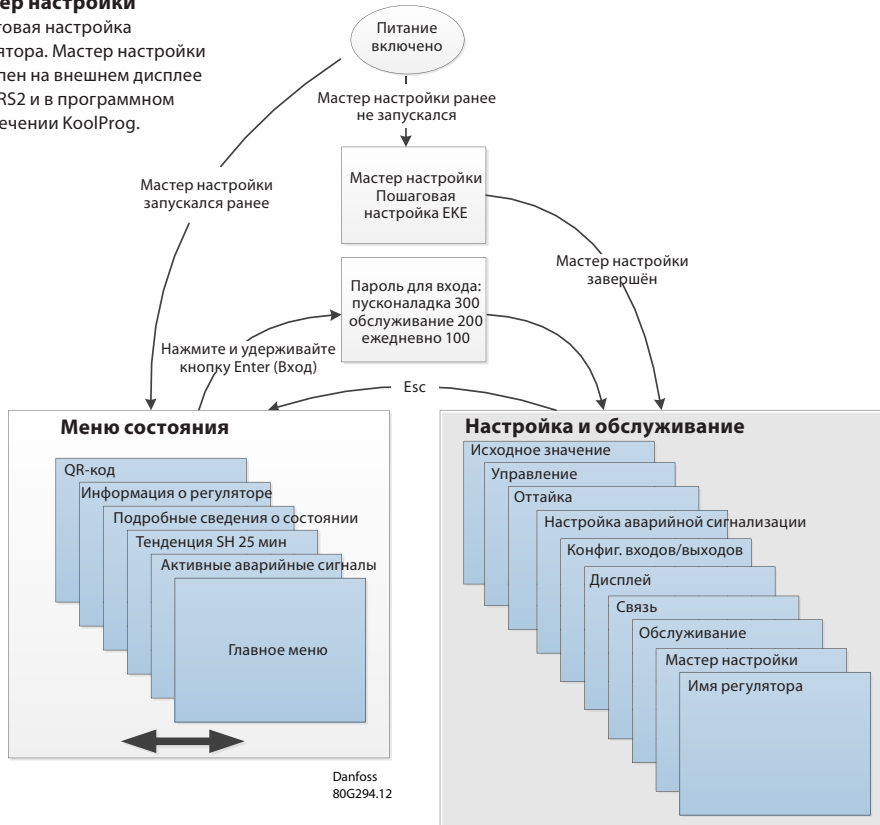 ер настройки
говая настройка
ятора. Мастер настройки
лен на внешнем дисплее
RS2 и в программном
ечении KoolProg.
Питание
включено
Мастер настройки ранее
не запускался
Мастер настройки
запускался ранее
Мастер настройки
Пошаговая
настройка EKE
Мастер настройки
завершён
Пароль для входа:
пусконаладка 300
обслуживание 200
ежедневно 100
Нажмите и удерживайте
кнопку Enter (Вход)
Esc
Меню состояния
QR-код
Информация о регуляторе
Подробные сведения о состоянии
Тенденция SH 25 мин
Активные аварийные сигналы
Главное меню
Danfoss
80G294.12
Настройка и обслуживание
Исходное значение
Управление
Оттайка
Настройка аварийной сигнализации
Конфиг. входов/выходов
Дисплей
Связь
Обслуживание
Мастер настройки
Имя регулятора